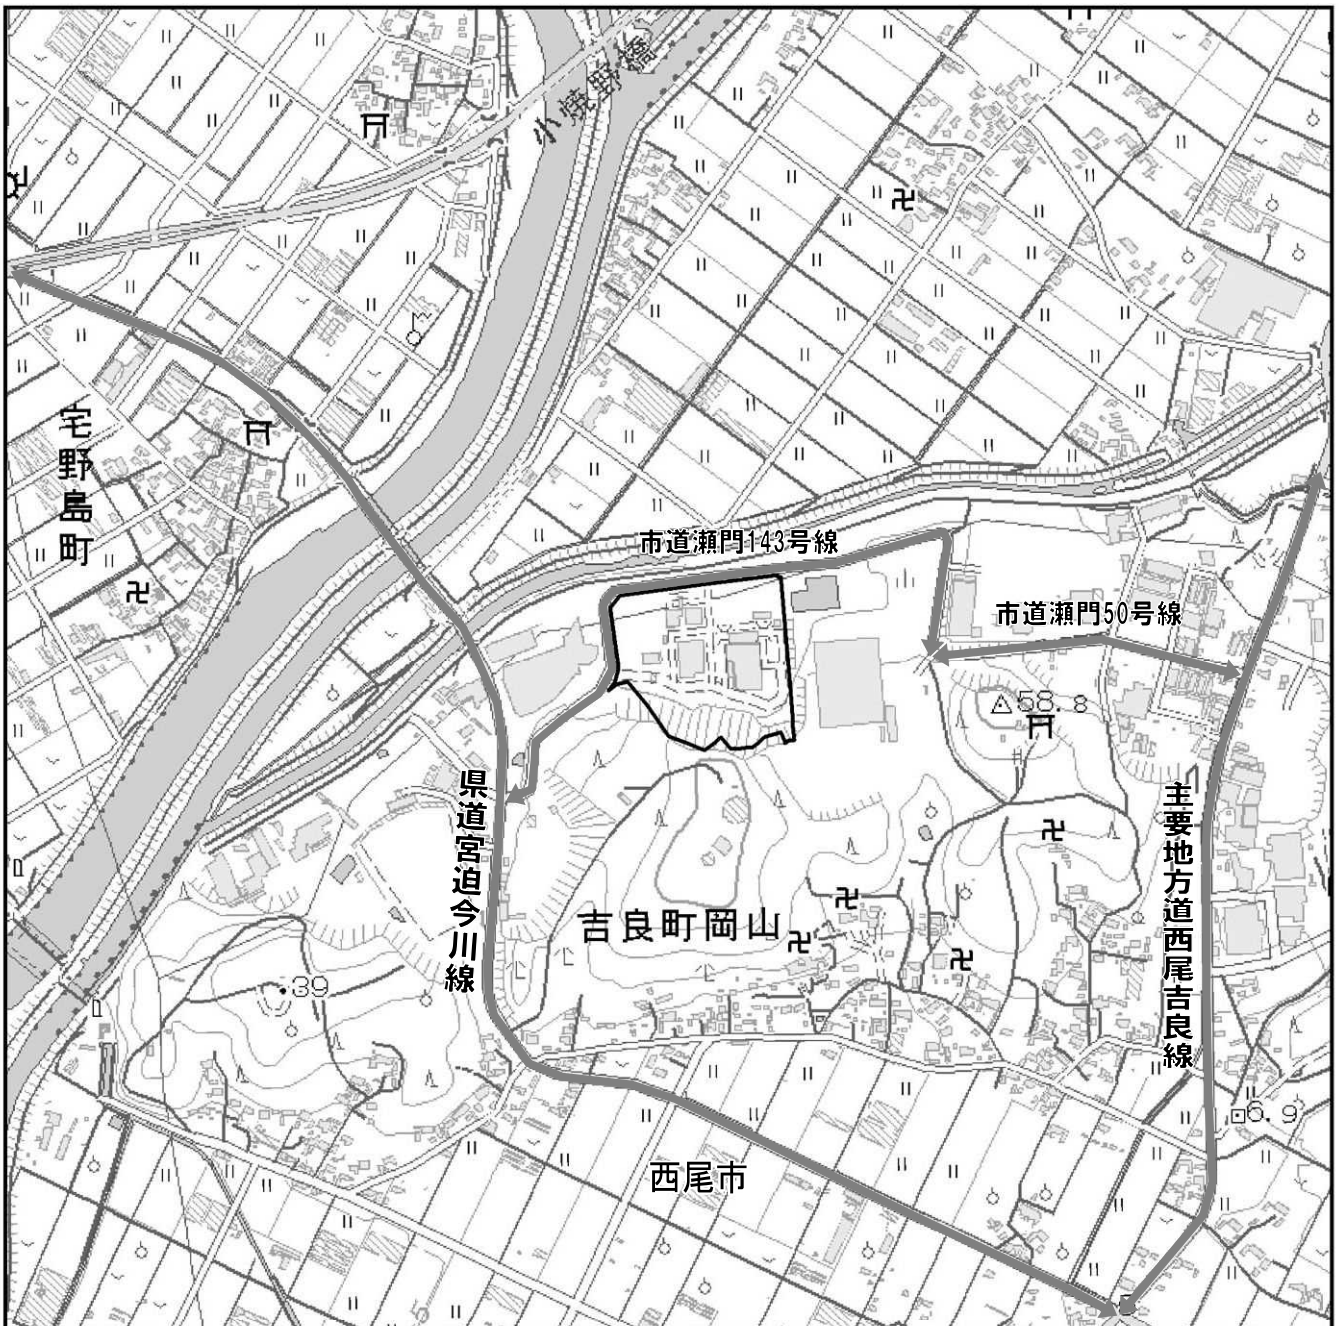 小焼野橋
宅野島町
市道瀬門143号線
市道瀬門50号線
58.8
県道宮迫今川線
主要地方道西尾吉良線
吉良町岡山
39
6.9
西尾市